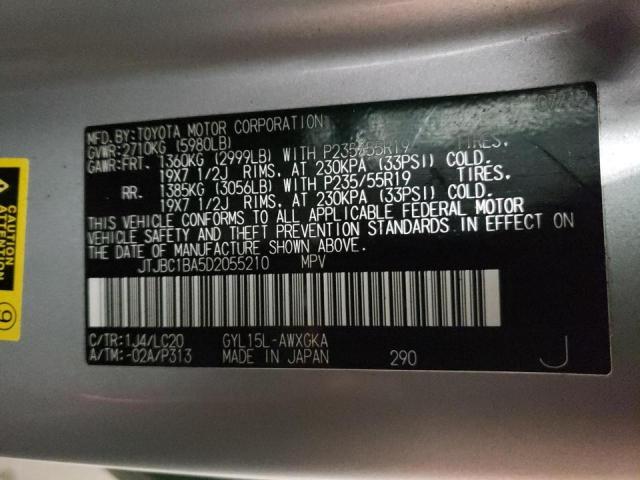 07/12
MFD. BY: TOYOTA MOTOR CORPORATION
GVWR: 2710KG (5980LB)
GAWR: FRT. 1360KG (2999LB) WITH P235/55R19 TIRES,
19X7 1/2J RIMS, AT 230KPA (33PSI) COLD.
RR. 1385KG (3056LB) WITH P235/55R19 TIRES,
19X7 1/2J RIMS, AT 230KPA (33PSI) COLD.
THIS VEHICLE CONFORMS TO ALL APPLICABLE FEDERAL MOTOR
VEHICLE SAFETY AND THEFT PREVENTION STANDARDS IN EFFECT ON
THE DATE OF MANUFACTURE SHOWN ABOVE.
JTJBC1BA5D2055210 MPV
C/TR: 1J4/LC20 GYL15L-AWXGKA
A/TM: -02A/P313 MADE IN JAPAN 290 J
CAUTION
9